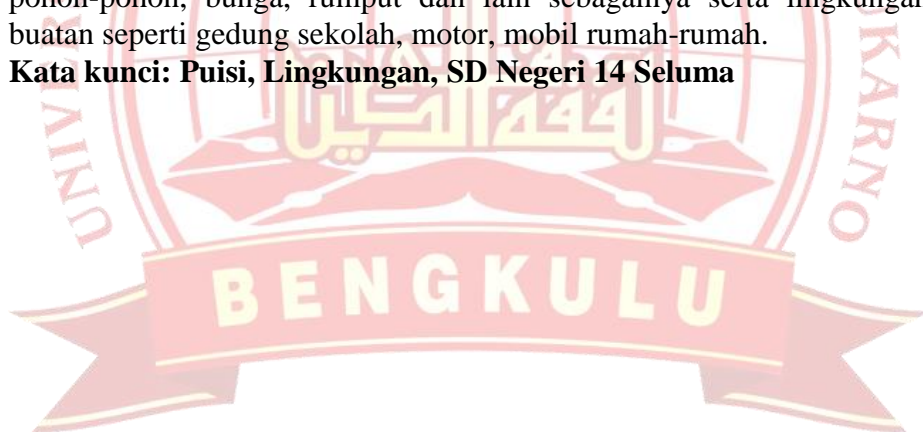 pohon-pohon, bunga, rumput dan lain sebagainya serta lingkungan
buatan seperti gedung sekolah, motor, mobil rumah-rumah.
Kata kunci: Puisi, Lingkungan, SD Negeri 14 Seluma
UNIVER
UKARNO
BENGKULU